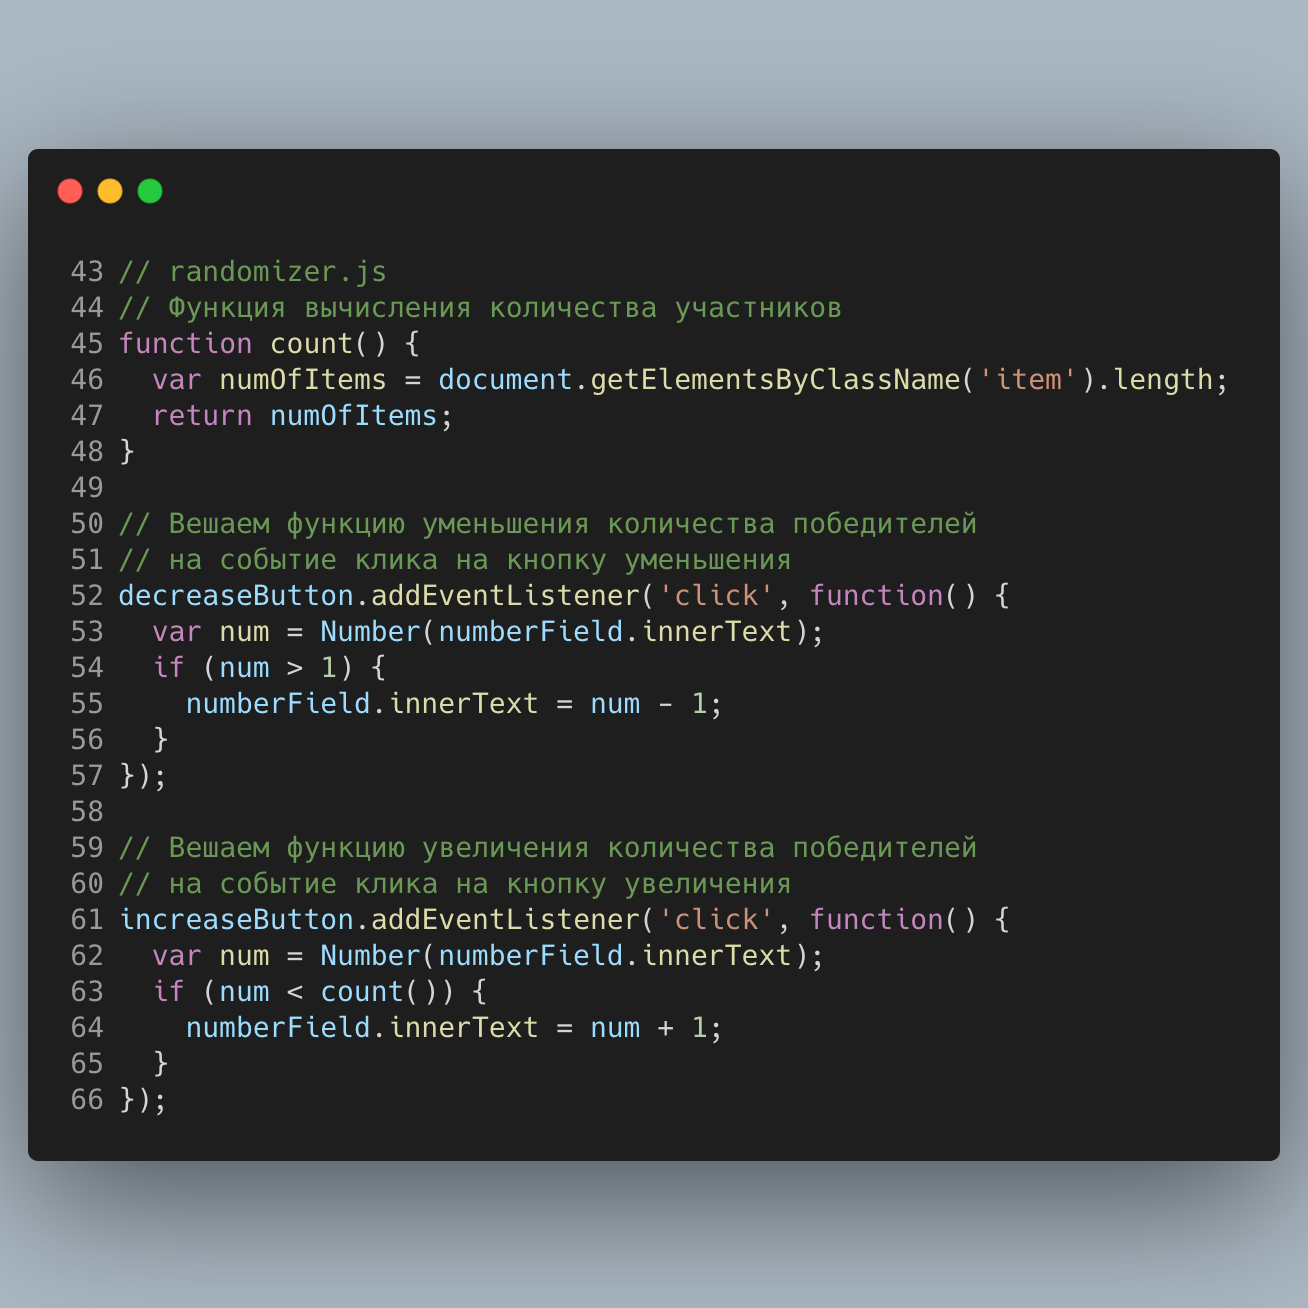 43 // randomizer.js
44 // Функция вычисления количества участников
45 function count() {
46   var numOfItems = document.getElementsByClassName('item').length;
47   return numOfItems;
48 }
49
50 // Вешаем функцию уменьшения количества победителей
51 // на событие клика на кнопку уменьшения
52 decreaseButton.addEventListener('click', function() {
53   var num = Number(numberField.innerText);
54   if (num > 1) {
55     numberField.innerText = num - 1;
56   }
57 });
58
59 // Вешаем функцию увеличения количества победителей
60 // на событие клика на кнопку увеличения
61 increaseButton.addEventListener('click', function() {
62   var num = Number(numberField.innerText);
63   if (num < count()) {
64     numberField.innerText = num + 1;
65   }
66 });